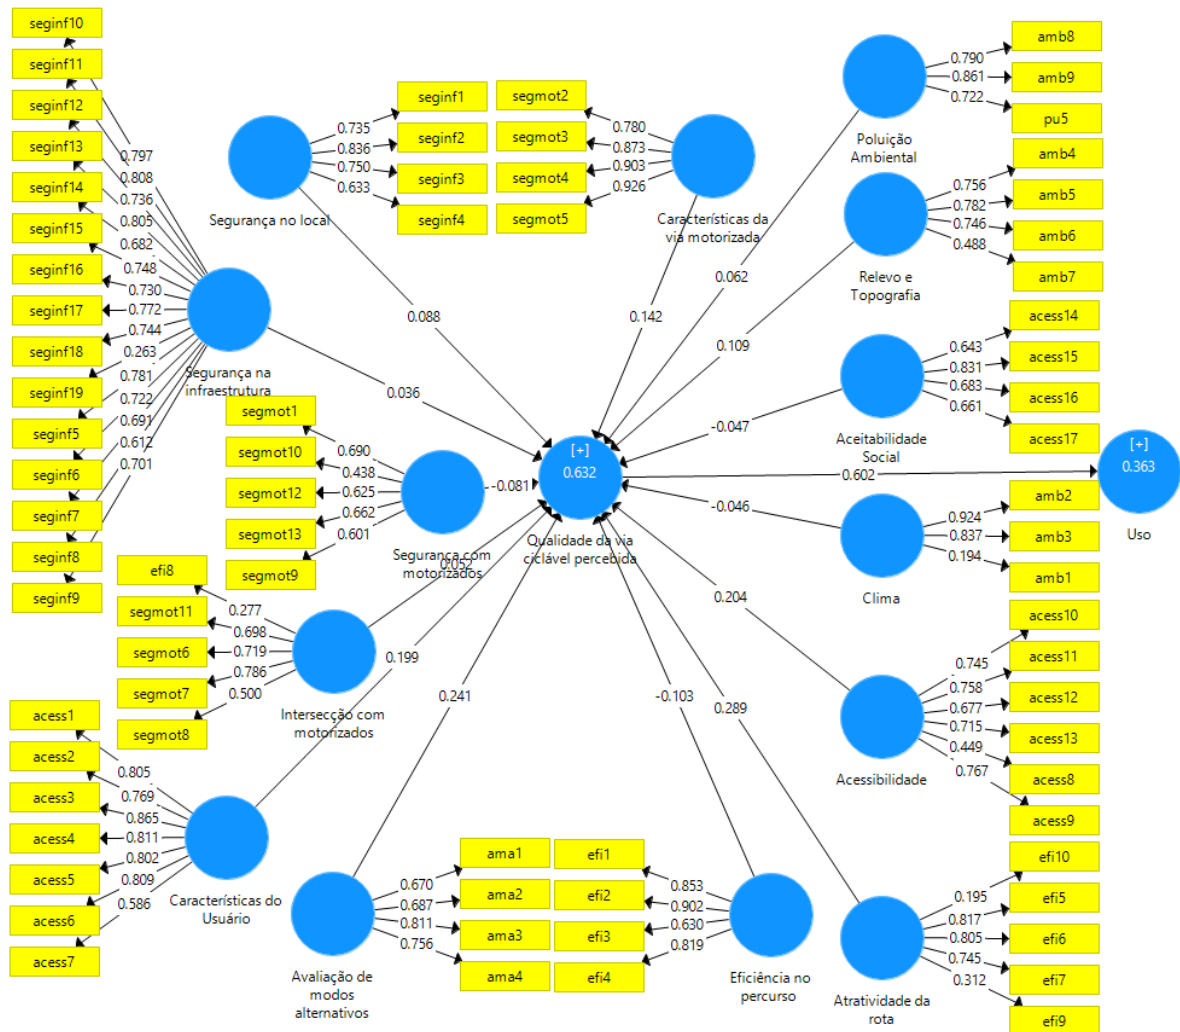 seginf10
seginf11
seginf12
seginf13
seginf14
seginf15
seginf16
seginf17
seginf18
seginf19
seginf5
seginf6
seginf7
seginf8
seginf9
0.797
0.808
0.736
0.805
0.682
0.748
0.730
0.772
0.744
0.263
0.781
0.722
0.691
0.612
0.701
Segurança na
infraestrutura
0.036
Segurança no local
0.735
0.836
0.750
0.633
seginf1
seginf2
seginf3
seginf4
0.088
segmot2
segmot3
segmot4
segmot5
0.780
0.873
0.903
0.926
Características da
via motorizada
0.142
Poluição
Ambiental
0.790
0.861
0.722
amb8
amb9
pu5
0.062
Relevo e
Topografia
0.756
0.782
0.746
0.488
amb4
amb5
amb6
amb7
0.109
Aceitabilidade
Social
0.643
0.831
0.683
0.661
acess14
acess15
acess16
acess17
-0.047
segmot1
segmot10
segmot12
segmot13
segmot9
0.690
0.438
0.625
0.662
0.601
Segurança com
motorizados
-0.081
[+]
0.632
Qualidade da via
ciclável percebida
0.602
[+]
0.363
Uso
Clima
0.924
0.837
0.194
amb2
amb3
amb1
-0.046
efi8
segmot11
segmot6
segmot7
segmot8
0.277
0.698
0.719
0.786
0.500
Intersecção com
motorizados
0.052
Acessibilidade
0.745
0.758
0.677
0.715
0.449
0.767
acess10
acess11
acess12
acess13
acess8
acess9
0.204
acess1
acess2
acess3
acess4
acess5
acess6
acess7
0.805
0.769
0.865
0.811
0.802
0.809
0.586
Características do
Usuário
0.199
Avaliação de
modos
alternativos
0.670
0.687
0.811
0.756
ama1
ama2
ama3
ama4
0.241
efi1
efi2
efi3
efi4
0.853
0.902
0.630
0.819
Eficiência no
percurso
-0.103
Atratividade da
rota
0.195
0.817
0.805
0.745
0.312
efi10
efi5
efi6
efi7
efi9
0.289